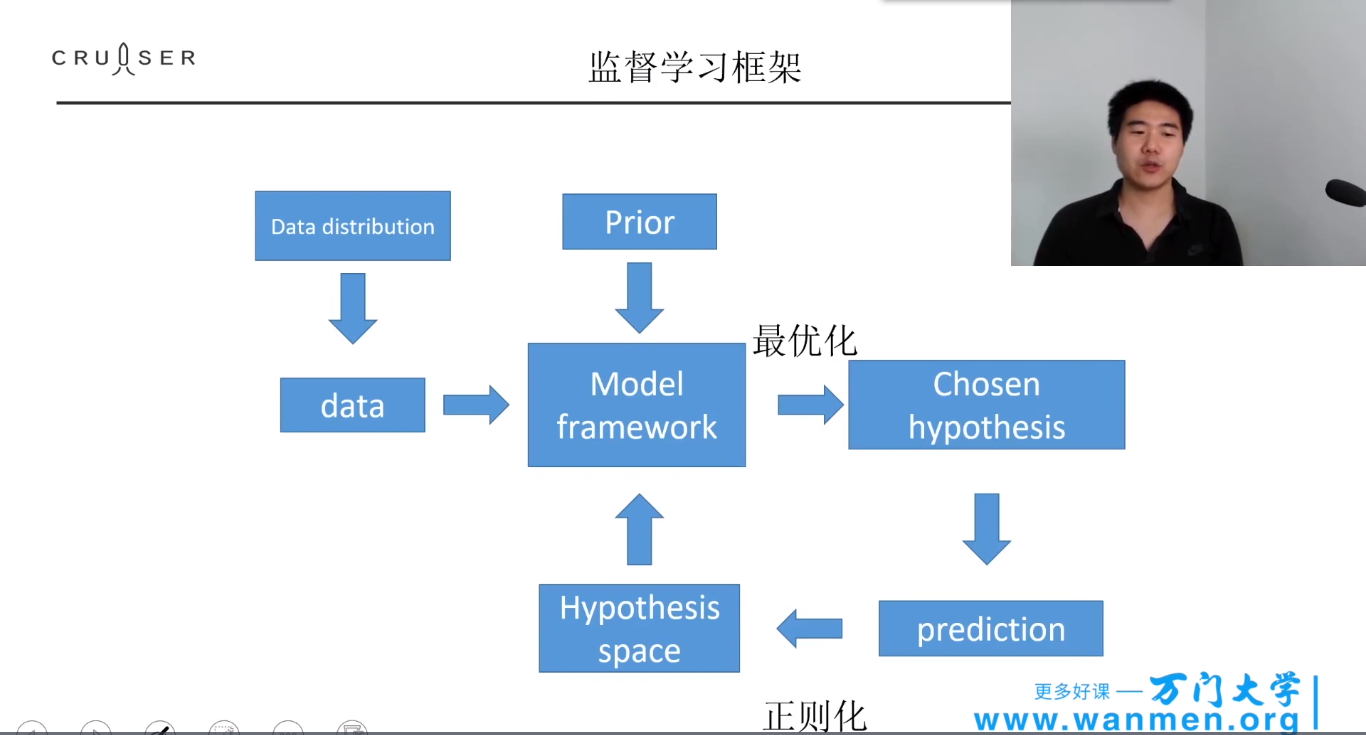 CRUISER
监督学习框架
Data distribution
Prior
最优化
data
Model
framework
Chosen
hypothesis
Hypothesis
space
prediction
正则化
更多好课 — 万门大学
www.wanmen.org